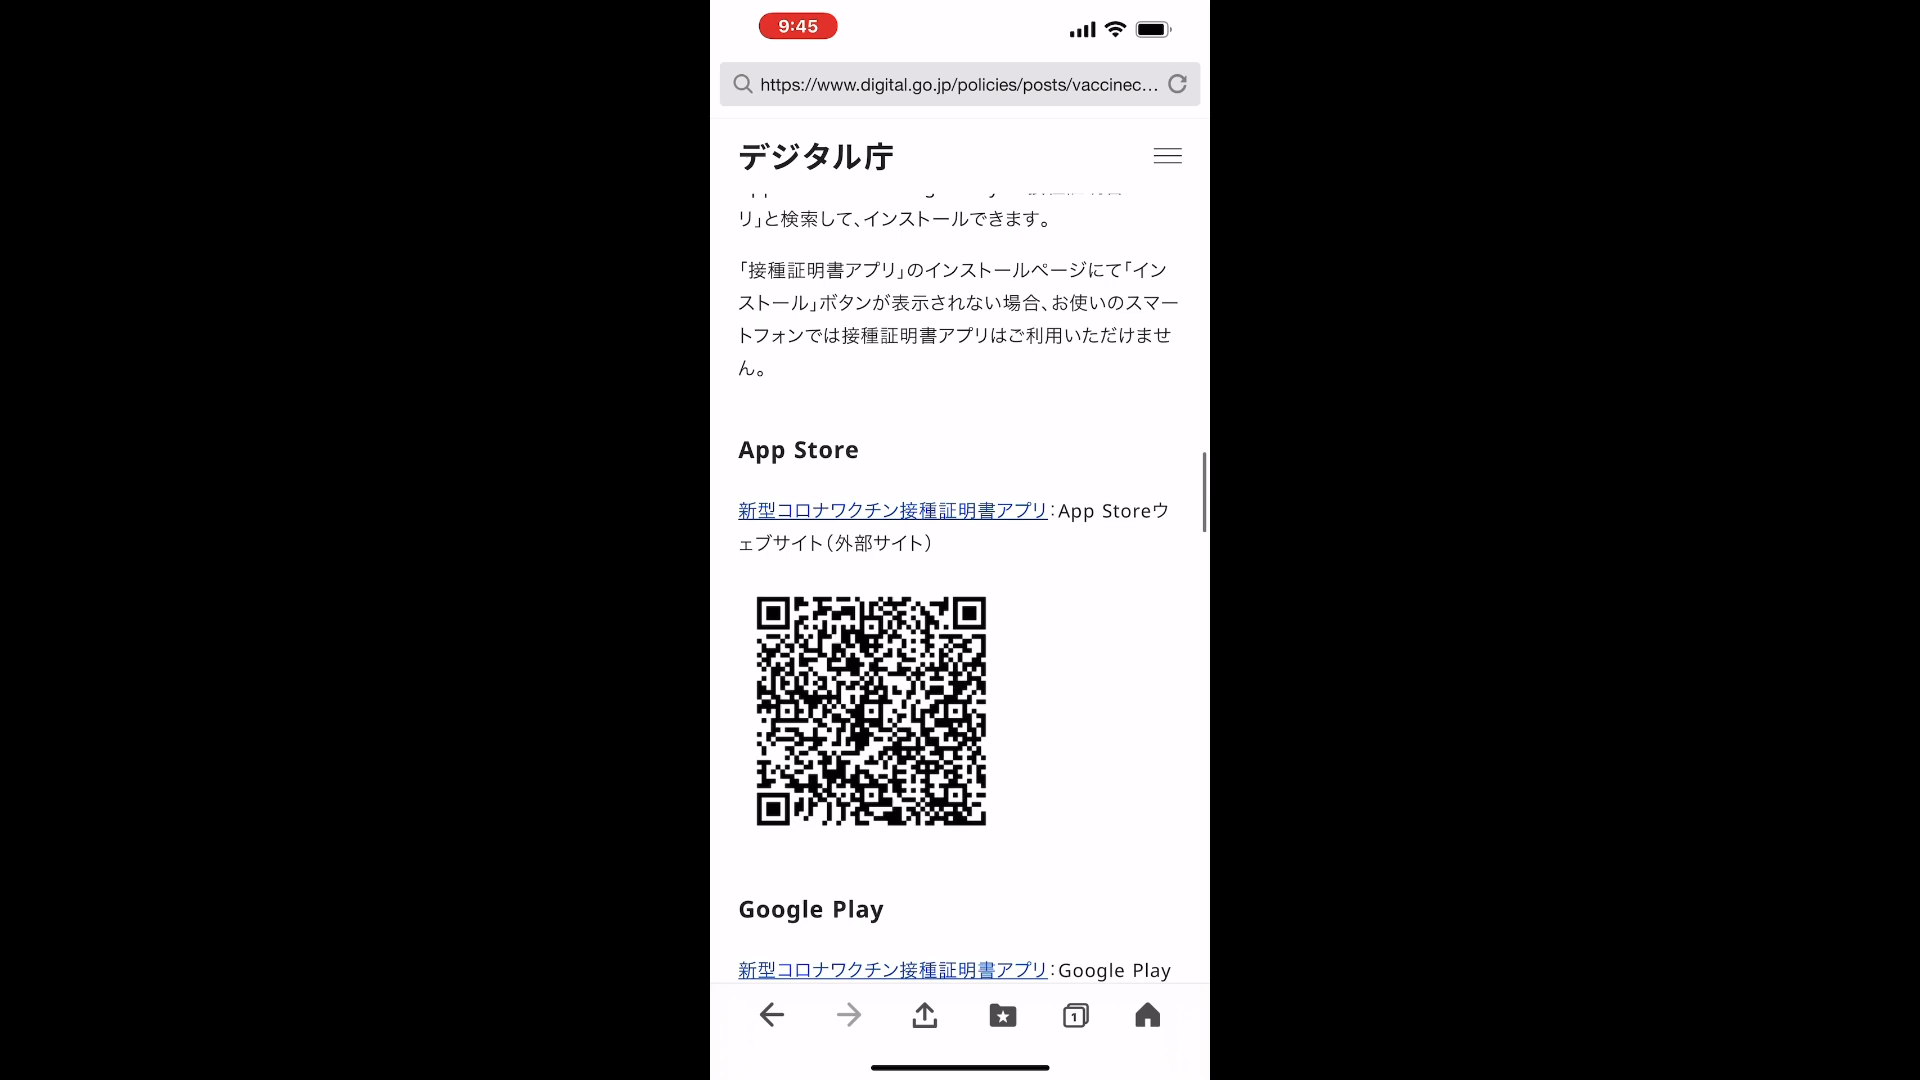 9:45
https://www.digital.go.jp/policies/posts/vaccinec...
デジタル庁
リ」と検索して、インストールできます。
「接種証明書アプリ」のインストールページにて「イン
ストール」ボタンが表示されない場合、お使いのスマー
トフォンでは接種証明書アプリはご利用いただけませ
ん。
App Store
新型コロナワクチン接種証明書アプリ：App Storeウ
ェブサイト（外部サイト）
Google Play
新型コロナワクチン接種証明書アプリ：Google Play
1